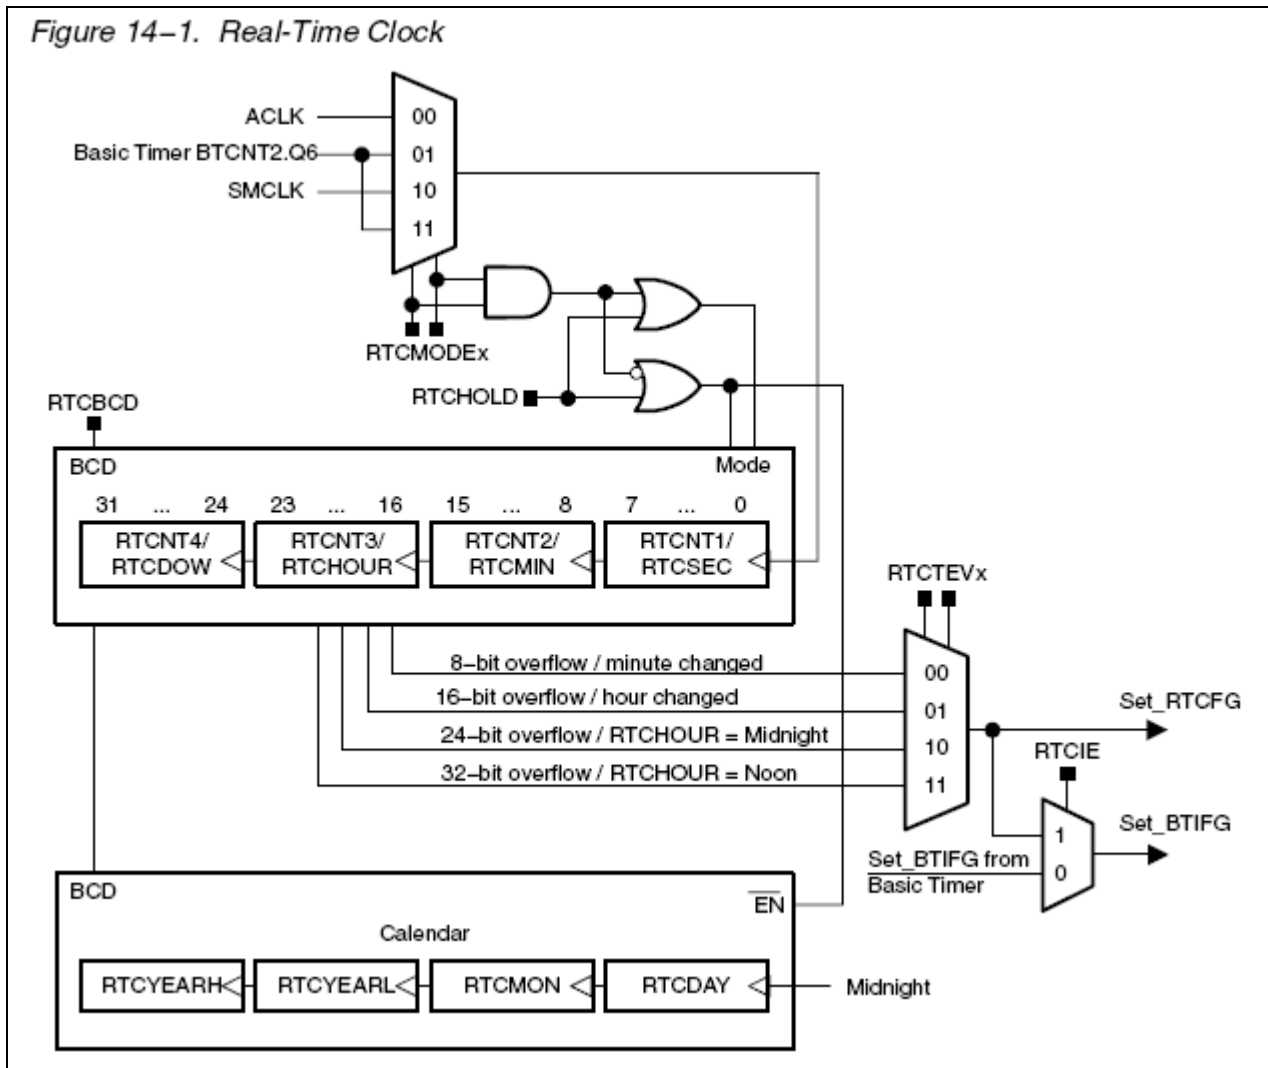 Figure 14–1. Real-Time Clock
ACLK
00
Basic Timer BTCNT2.Q6
01
SMCLK
10
11
RTCMODEx
RTCHOLD
RTCBCD
BCD
Mode
31 ... 24
23 ... 16
15 ... 8
7 ... 0
RTCNT4/
RTCDOW
RTCNT3/
RTCHOUR
RTCNT2/
RTCMIN
RTCNT1/
RTCSEC
RTCTEVx
8–bit overflow / minute changed
00
16–bit overflow / hour changed
01
24–bit overflow / RTCHOUR = Midnight
10
32–bit overflow / RTCHOUR = Noon
11
Set_RTCFG
RTCIE
1
Set_BTIFG
Set_BTIFG from
Basic Timer
0
BCD
EN
Calendar
RTCYEARH
RTCYEARL
RTCMON
RTCDAY
Midnight